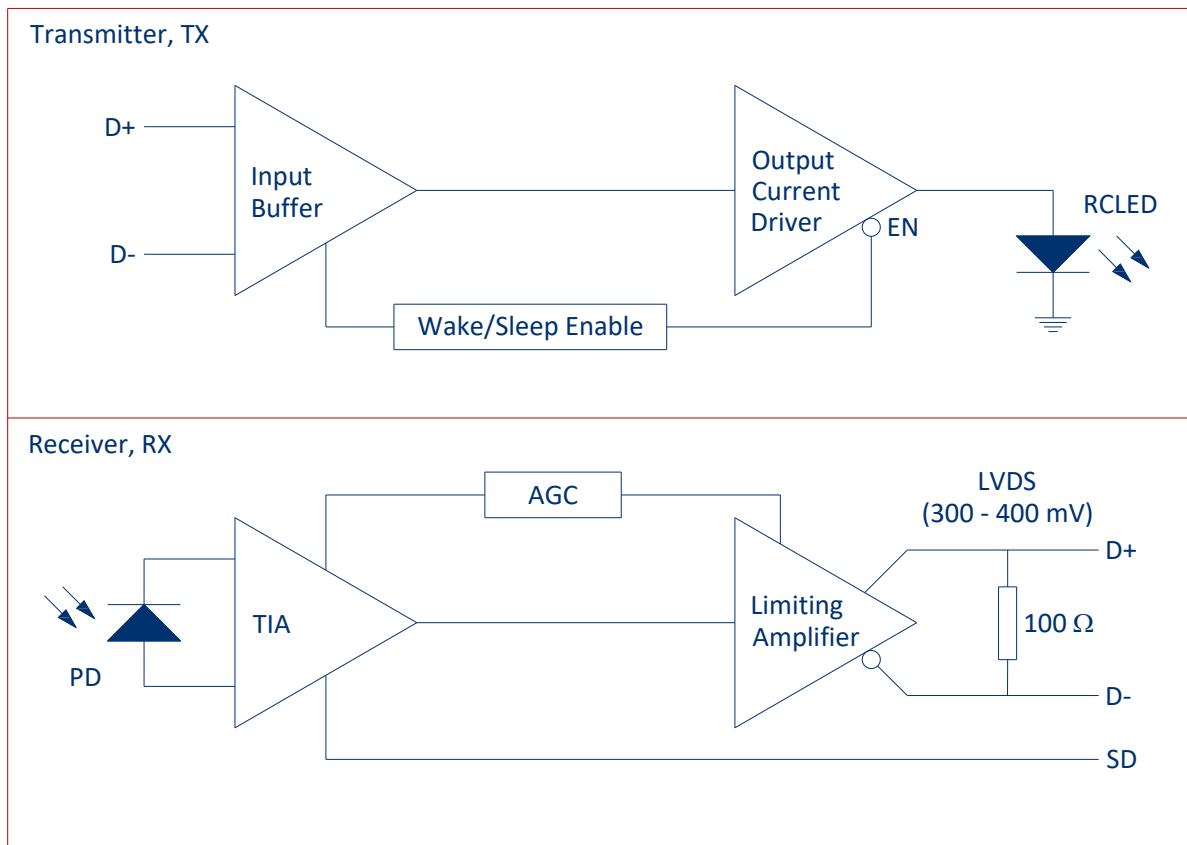 Transmitter, TX
D+
D-
Input
Buffer
Output
Current
Driver
EN
RCLED
Wake/Sleep Enable
Receiver, RX
AGC
LVDS
(300 - 400 mV)
PD
TIA
Limiting
Amplifier
D+
100 Ω
D-
SD